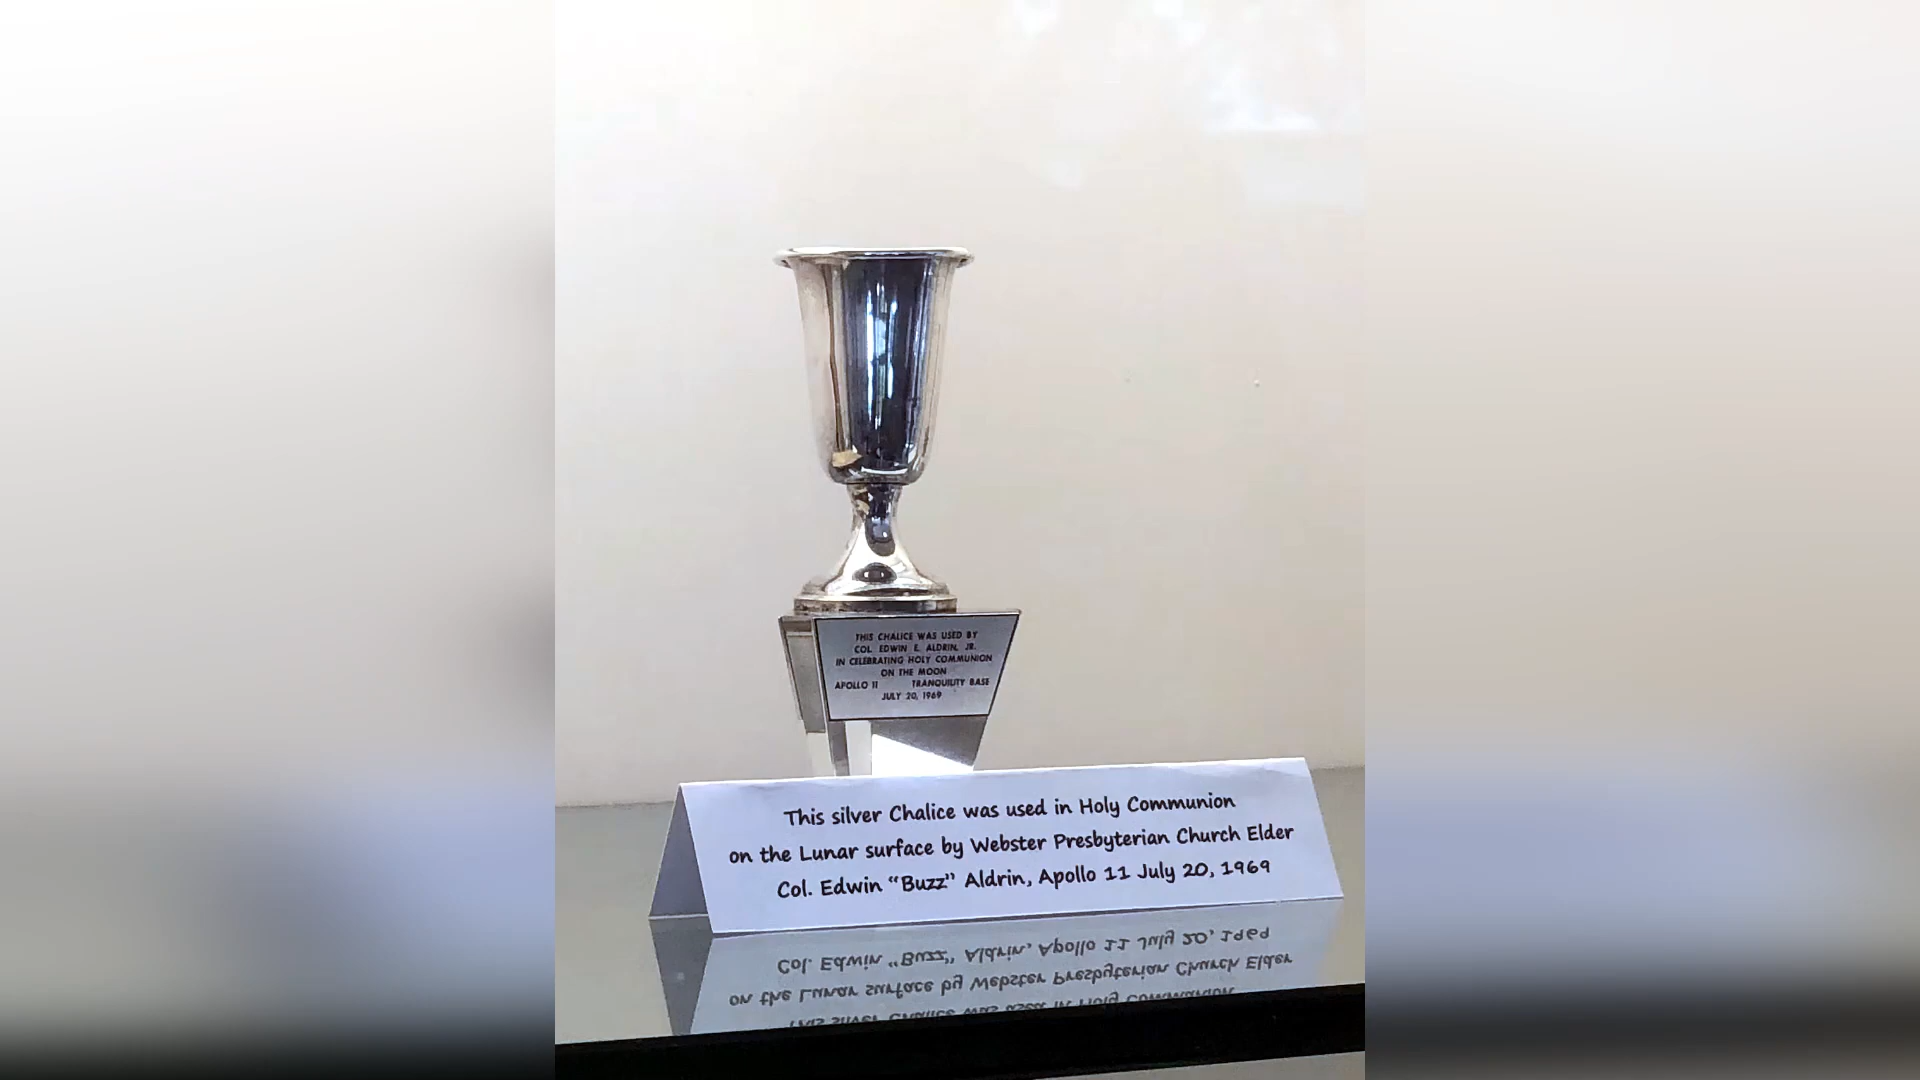 THIS CHALICE WAS USED BY
COL. EDWIN E. ALDRIN, JR.
IN CELEBRATING HOLY COMMUNION
ON THE MOON
APOLLO 11 TRANQUILITY BASE
JULY 20, 1969
This silver Chalice was used in Holy Communion
on the Lunar surface by Webster Presbyterian Church Elder
Col. Edwin “Buzz” Aldrin, Apollo 11 July 20, 1969